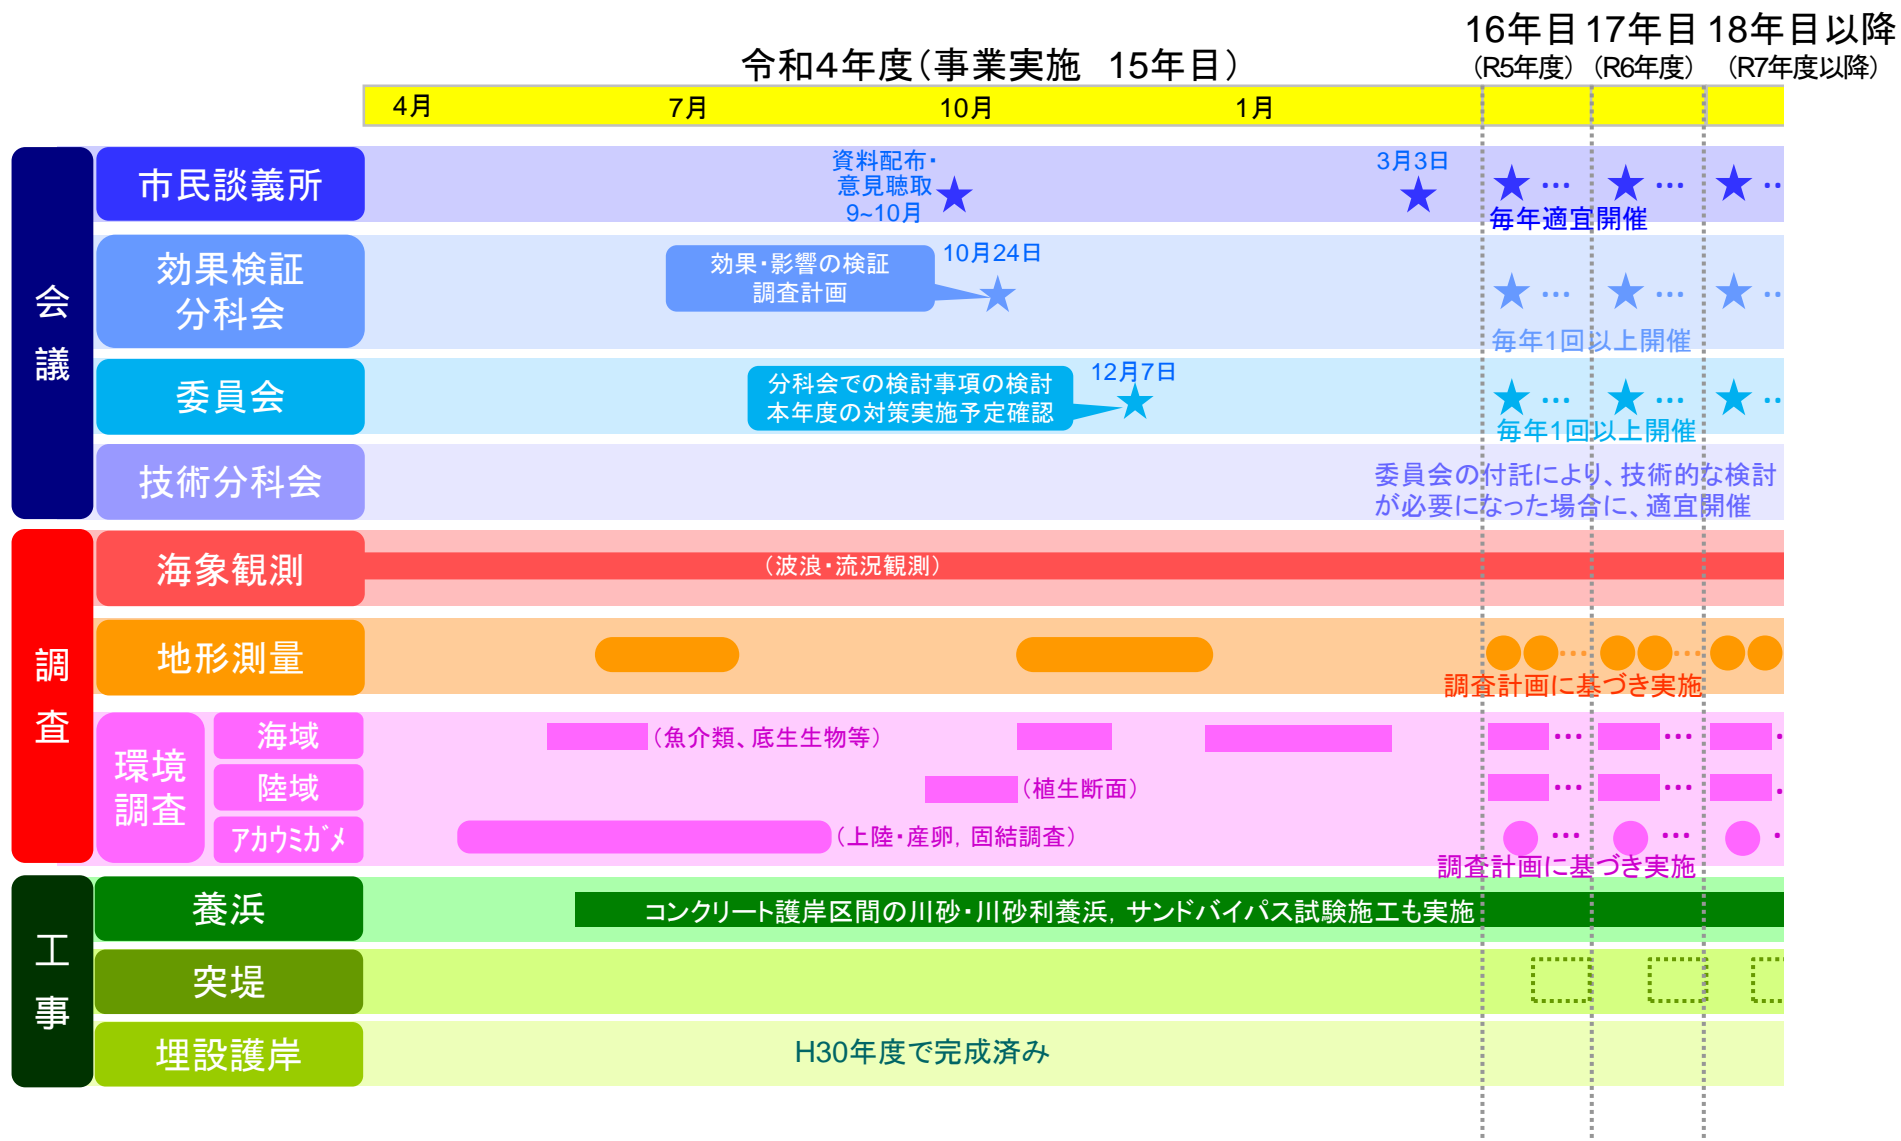 令和4年度（事業実施　15年目）
16年目
（R5年度）
17年目
（R6年度）
18年目以降
（R7年度以降）
4月
7月
10月
1月
会議
市民談義所
資料配布・
意見聴取
9~10月
3月3日
毎年適宜開催
効果検証
分科会
効果・影響の検証
調査計画
10月24日
毎年1回以上開催
委員会
分科会での検討事項の検討
本年度の対策実施予定確認
12月7日
毎年1回以上開催
技術分科会
委員会の付託により、技術的な検討
が必要になった場合に、適宜開催
調査
海象観測
（波浪・流況観測）
地形測量
調査計画に基づき実施
環境
調査
海域
（魚介類、底生生物等）
陸域
（植生断面）
ｱｶｳﾐｶﾞﾒ
（上陸・産卵，固結調査）
調査計画に基づき実施
工事
養浜
コンクリート護岸区間の川砂・川砂利養浜，サンドバイパス試験施工も実施
突堤
埋設護岸
H30年度で完成済み